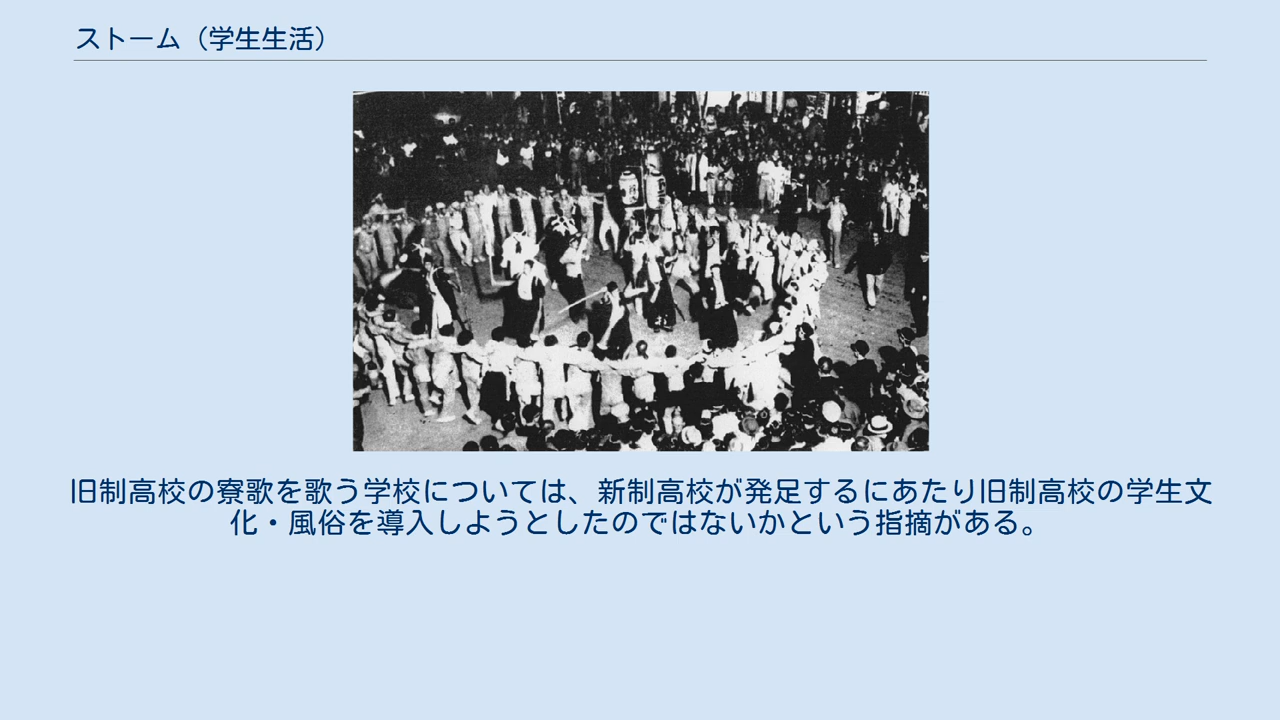 ストーム（学生生活）
旧制高校の寮歌を歌う学校については、新制高校が発足するにあたり旧制高校の学生文
化・風俗を導入しようとしたのではないかという指摘がある。